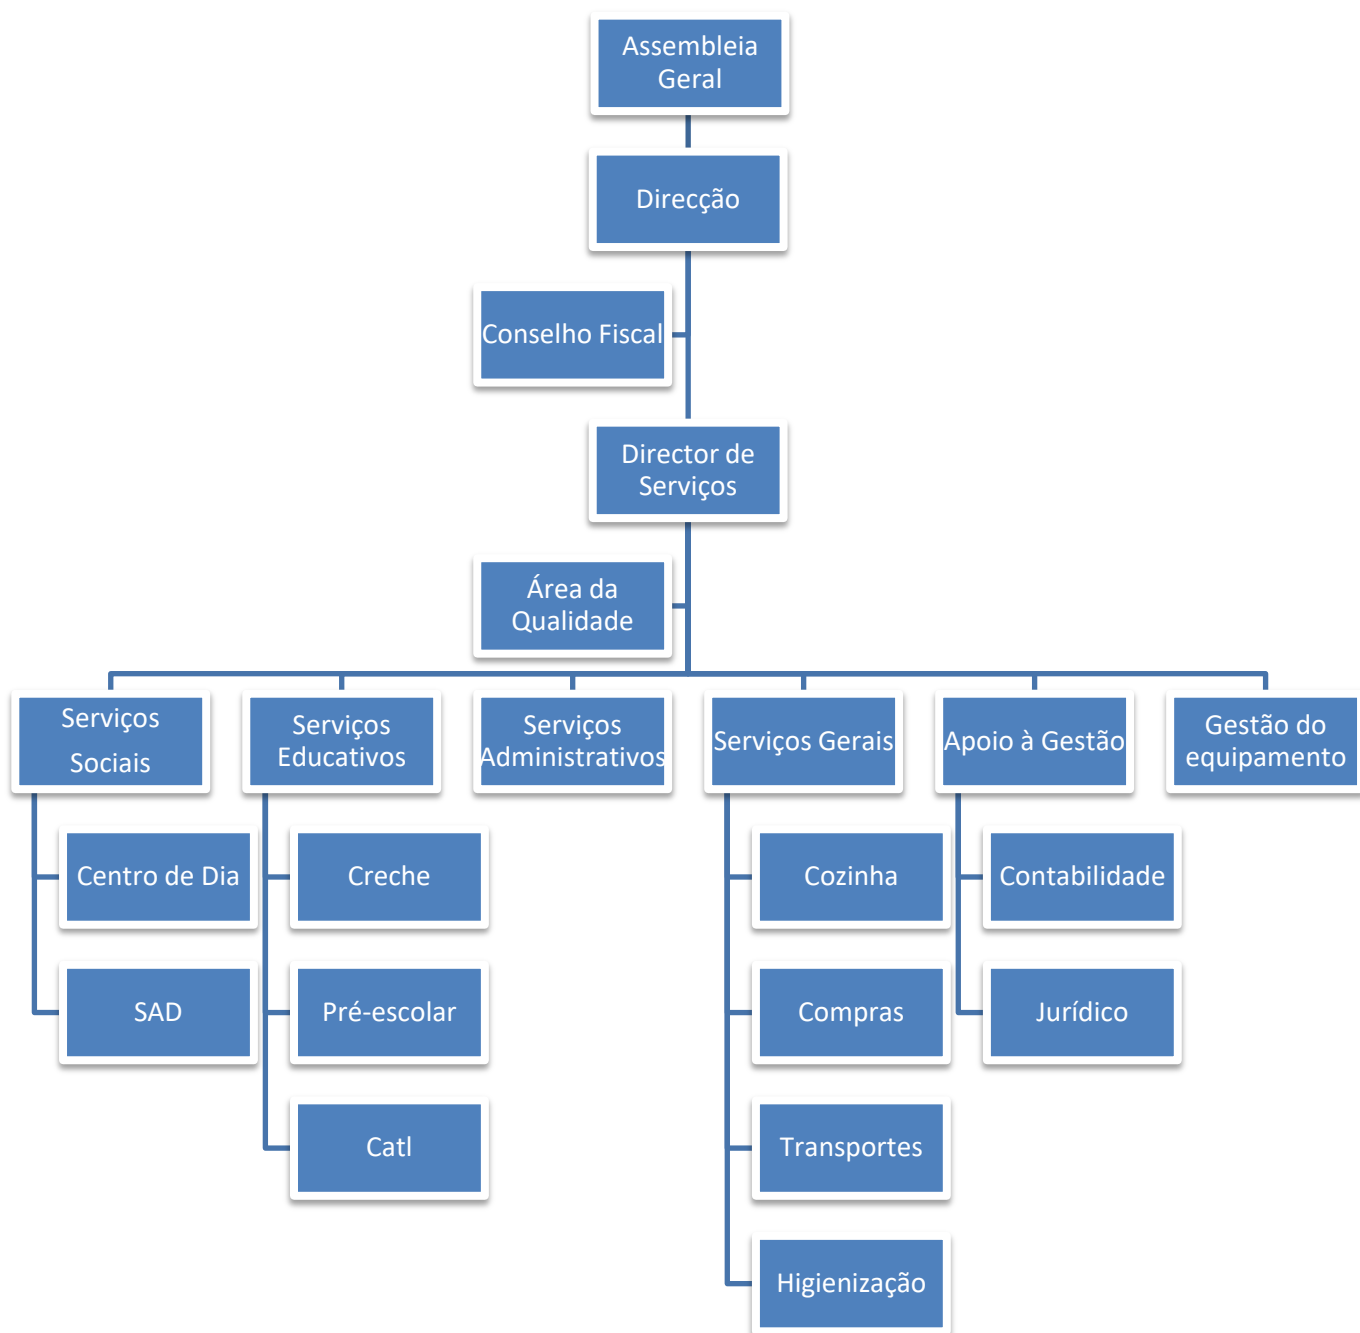 Assembleia
Geral
Direcção
Conselho Fiscal
Director de
Serviços
Área da
Qualidade
Serviços
Sociais
Serviços
Educativos
Serviços
Administrativos
Serviços Gerais
Apoio à Gestão
Gestão do
equipamento
Centro de Dia
Creche
Cozinha
Contabilidade
SAD
Pré-escolar
Compras
Jurídico
Catl
Transportes
Higienização